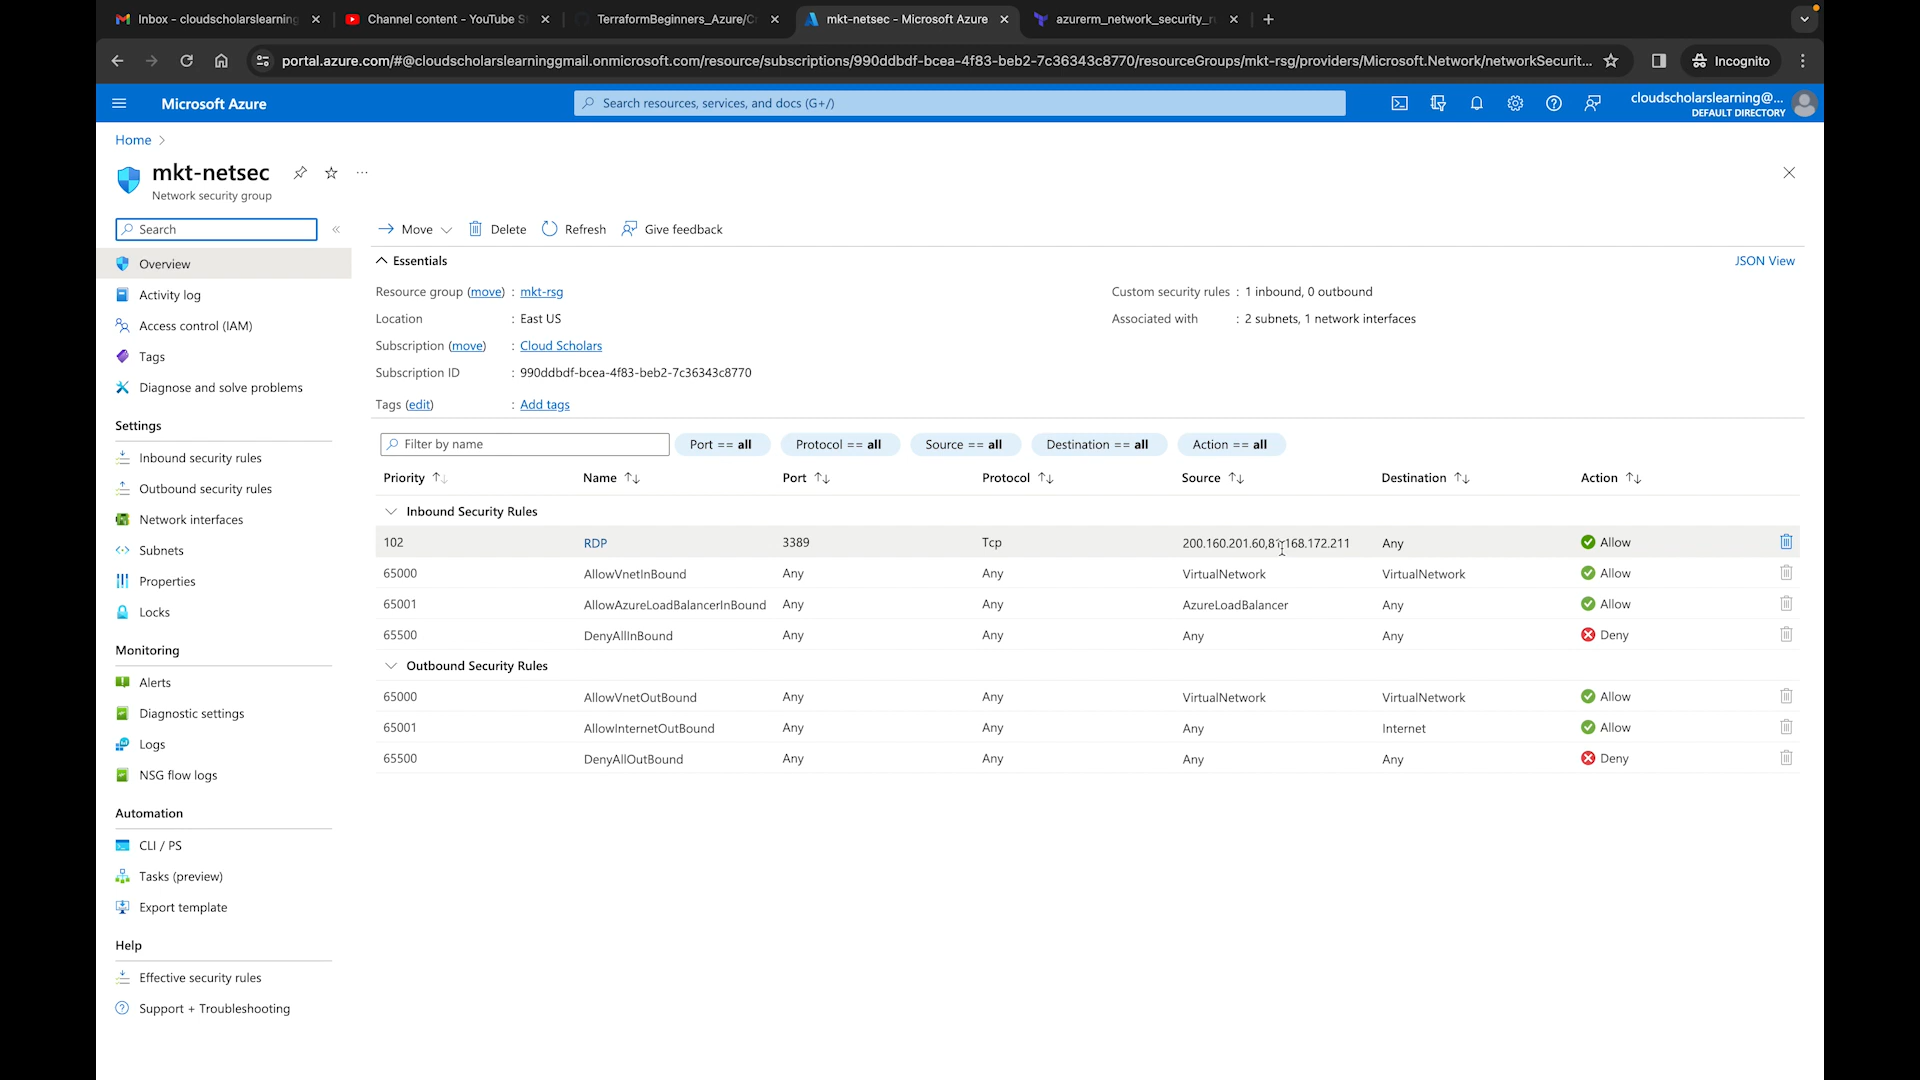 Inbox - cloudscholarslearning
Channel content - YouTube St
TerraformBeginners_Azure/C
mkt-netsec - Microsoft Azure
azurerm_network_security_r
portal.azure.com/#@cloudscholarslearninggmail.onmicrosoft.com/resource/subscriptions/990ddbdf-bcea-4f83-beb2-7c36343c8770/resourceGroups/mkt-rsg/providers/Microsoft.Network/networkSecurit...
Incognito
Microsoft Azure
Search resources, services, and docs (G+/)
cloudscholarslearning@...
DEFAULT DIRECTORY
Home
mkt-netsec
Network security group
Search
Move
Delete
Refresh
Give feedback
Overview
Activity log
Access control (IAM)
Tags
Diagnose and solve problems
Settings
Inbound security rules
Outbound security rules
Network interfaces
Subnets
Properties
Locks
Monitoring
Alerts
Diagnostic settings
Logs
NSG flow logs
Automation
CLI / PS
Tasks (preview)
Export template
Help
Effective security rules
Support + Troubleshooting
Essentials
JSON View
Resource group (move) : mkt-rsg
Location : East US
Subscription (move) : Cloud Scholars
Subscription ID : 990ddbdf-bcea-4f83-beb2-7c36343c8770
Tags (edit) : Add tags
Custom security rules : 1 inbound, 0 outbound
Associated with : 2 subnets, 1 network interfaces
Filter by name
Port == all
Protocol == all
Source == all
Destination == all
Action == all
Priority Name Port Protocol Source Destination Action
Inbound Security Rules
102 RDP 3389 Tcp 200.160.201.60,81.168.172.211 Any Allow
65000 AllowVnetInBound Any Any VirtualNetwork VirtualNetwork Allow
65001 AllowAzureLoadBalancerInBound Any Any AzureLoadBalancer Any Allow
65500 DenyAllInBound Any Any Any Any Deny
Outbound Security Rules
65000 AllowVnetOutBound Any Any VirtualNetwork VirtualNetwork Allow
65001 AllowInternetOutBound Any Any Any Internet Allow
65500 DenyAllOutBound Any Any Any Any Deny